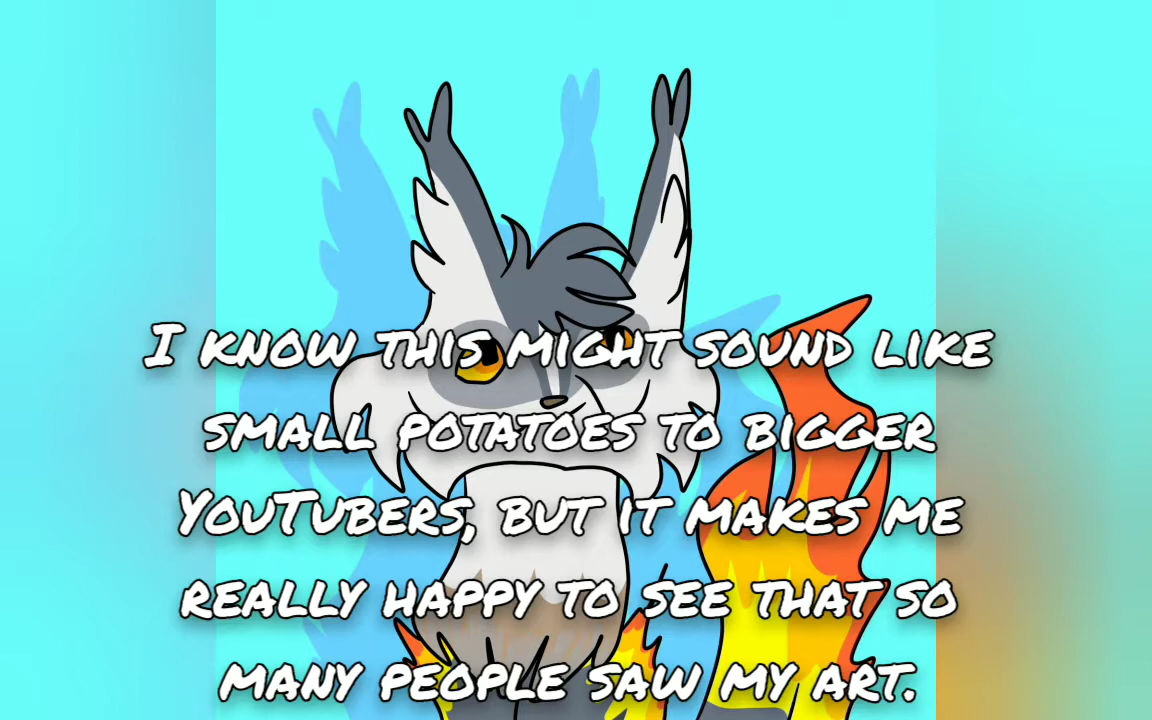 I know this might sound like
small potatoes to bigger
YouTubers, but it makes me
really happy to see that so
many people saw my art.